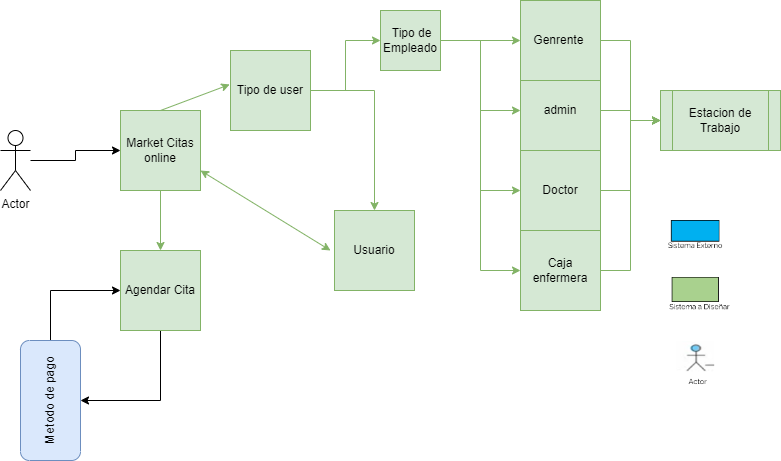 Tipo de
Empleado
Genrente
Tipo de user
admin
Estacion de
Trabajo
Market Citas
online
Actor
Doctor
Usuario
Sistema Externo
Caja
enfermera
Agendar Cita
Sistema a Diseñar
Metodo de pago
Actor